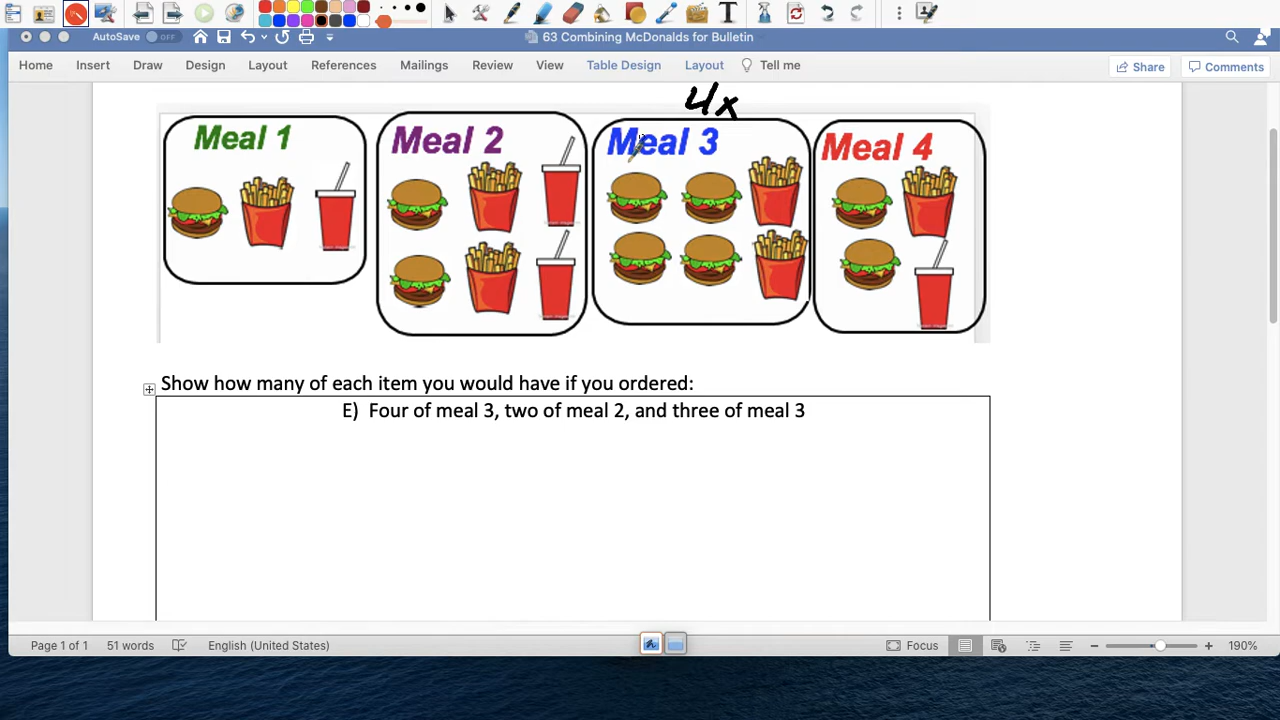 AutoSave OFF 63 Combining McDonalds for Bulletin
Home Insert Draw Design Layout References Mailings Review View Table Design Layout Tell me Share Comments
4x
Meal 1 Meal 2 Meal 3 Meal 4
Show how many of each item you would have if you ordered:
E) Four of meal 3, two of meal 2, and three of meal 3
Page 1 of 1 51 words English (United States) Focus 190%